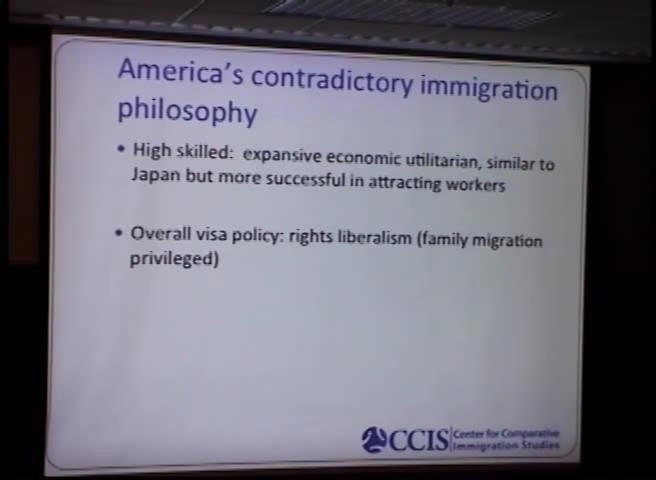 America's contradictory immigration
philosophy
• High skilled: expansive economic utilitarian, similar to
Japan but more successful in attracting workers
• Overall visa policy: rights liberalism (family migration
privileged)
CCIS Center for Comparative
Immigration Studies